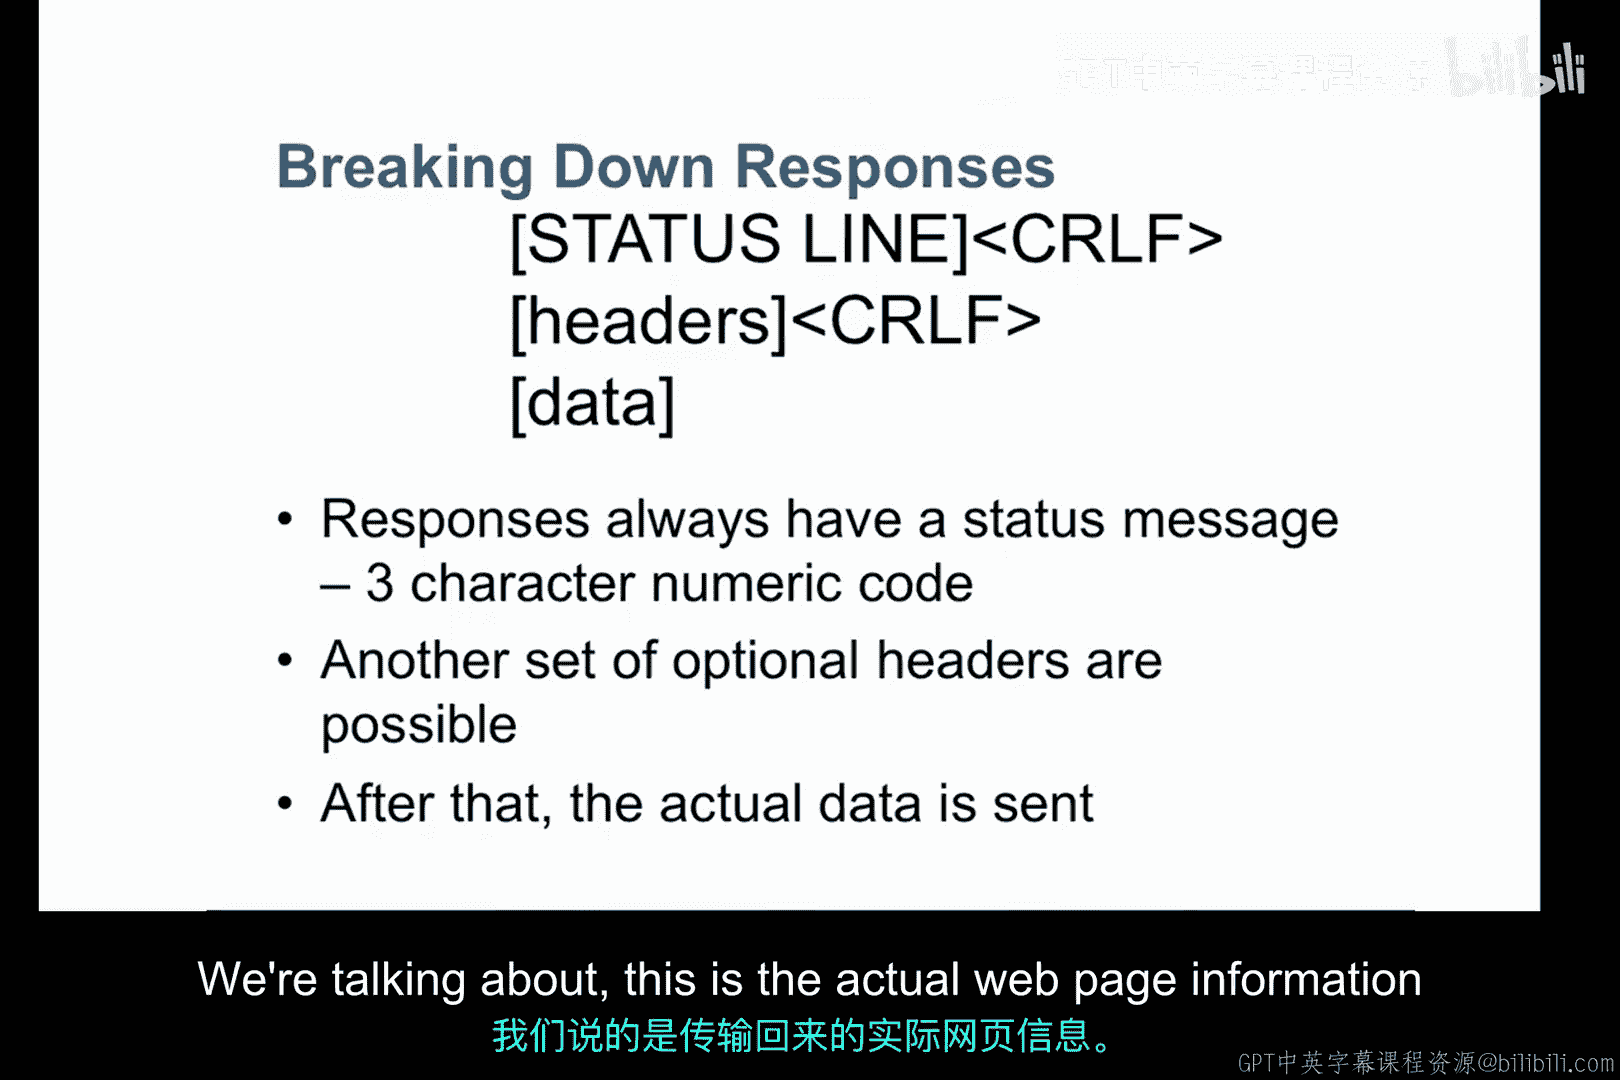 bilibili
Breaking Down Responses
[STATUS LINE]<CRLF>
[headers]<CRLF>
[data]
• Responses always have a status message
– 3 character numeric code
• Another set of optional headers are
possible
• After that, the actual data is sent
We're talking about, this is the actual web page information
我们说的是传输回来的实际网页信息。
GPT中英字幕课程资源@bilibili.com